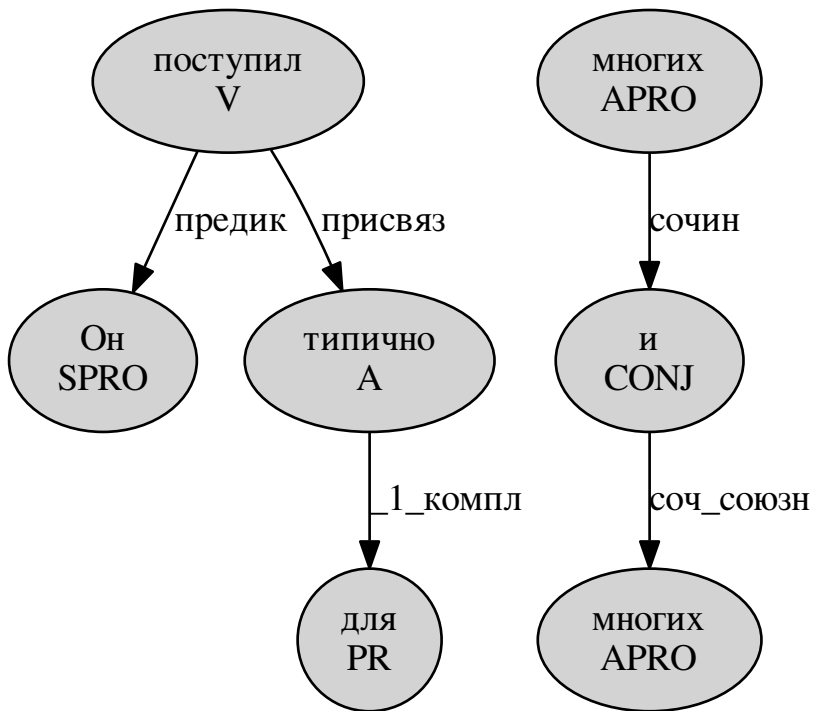 поступил
V
многих
APRO
предик
присвяз
сочин
Он
SPRO
типично
A
и
CONJ
_1_компл
соч_союзн
для
PR
многих
APRO